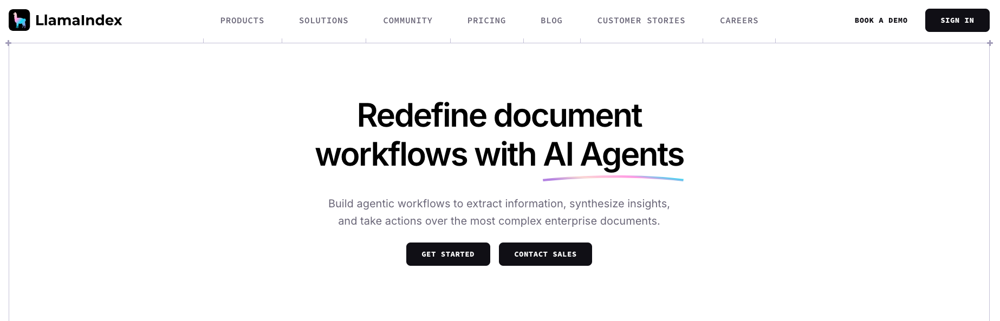 LlamaIndex
PRODUCTS
SOLUTIONS
COMMUNITY
PRICING
BLOG
CUSTOMER STORIES
CAREERS
BOOK A DEMO
SIGN IN
Redefine document
workflows with AI Agents
Build agentic workflows to extract information, synthesize insights,
and take actions over the most complex enterprise documents.
GET STARTED
CONTACT SALES